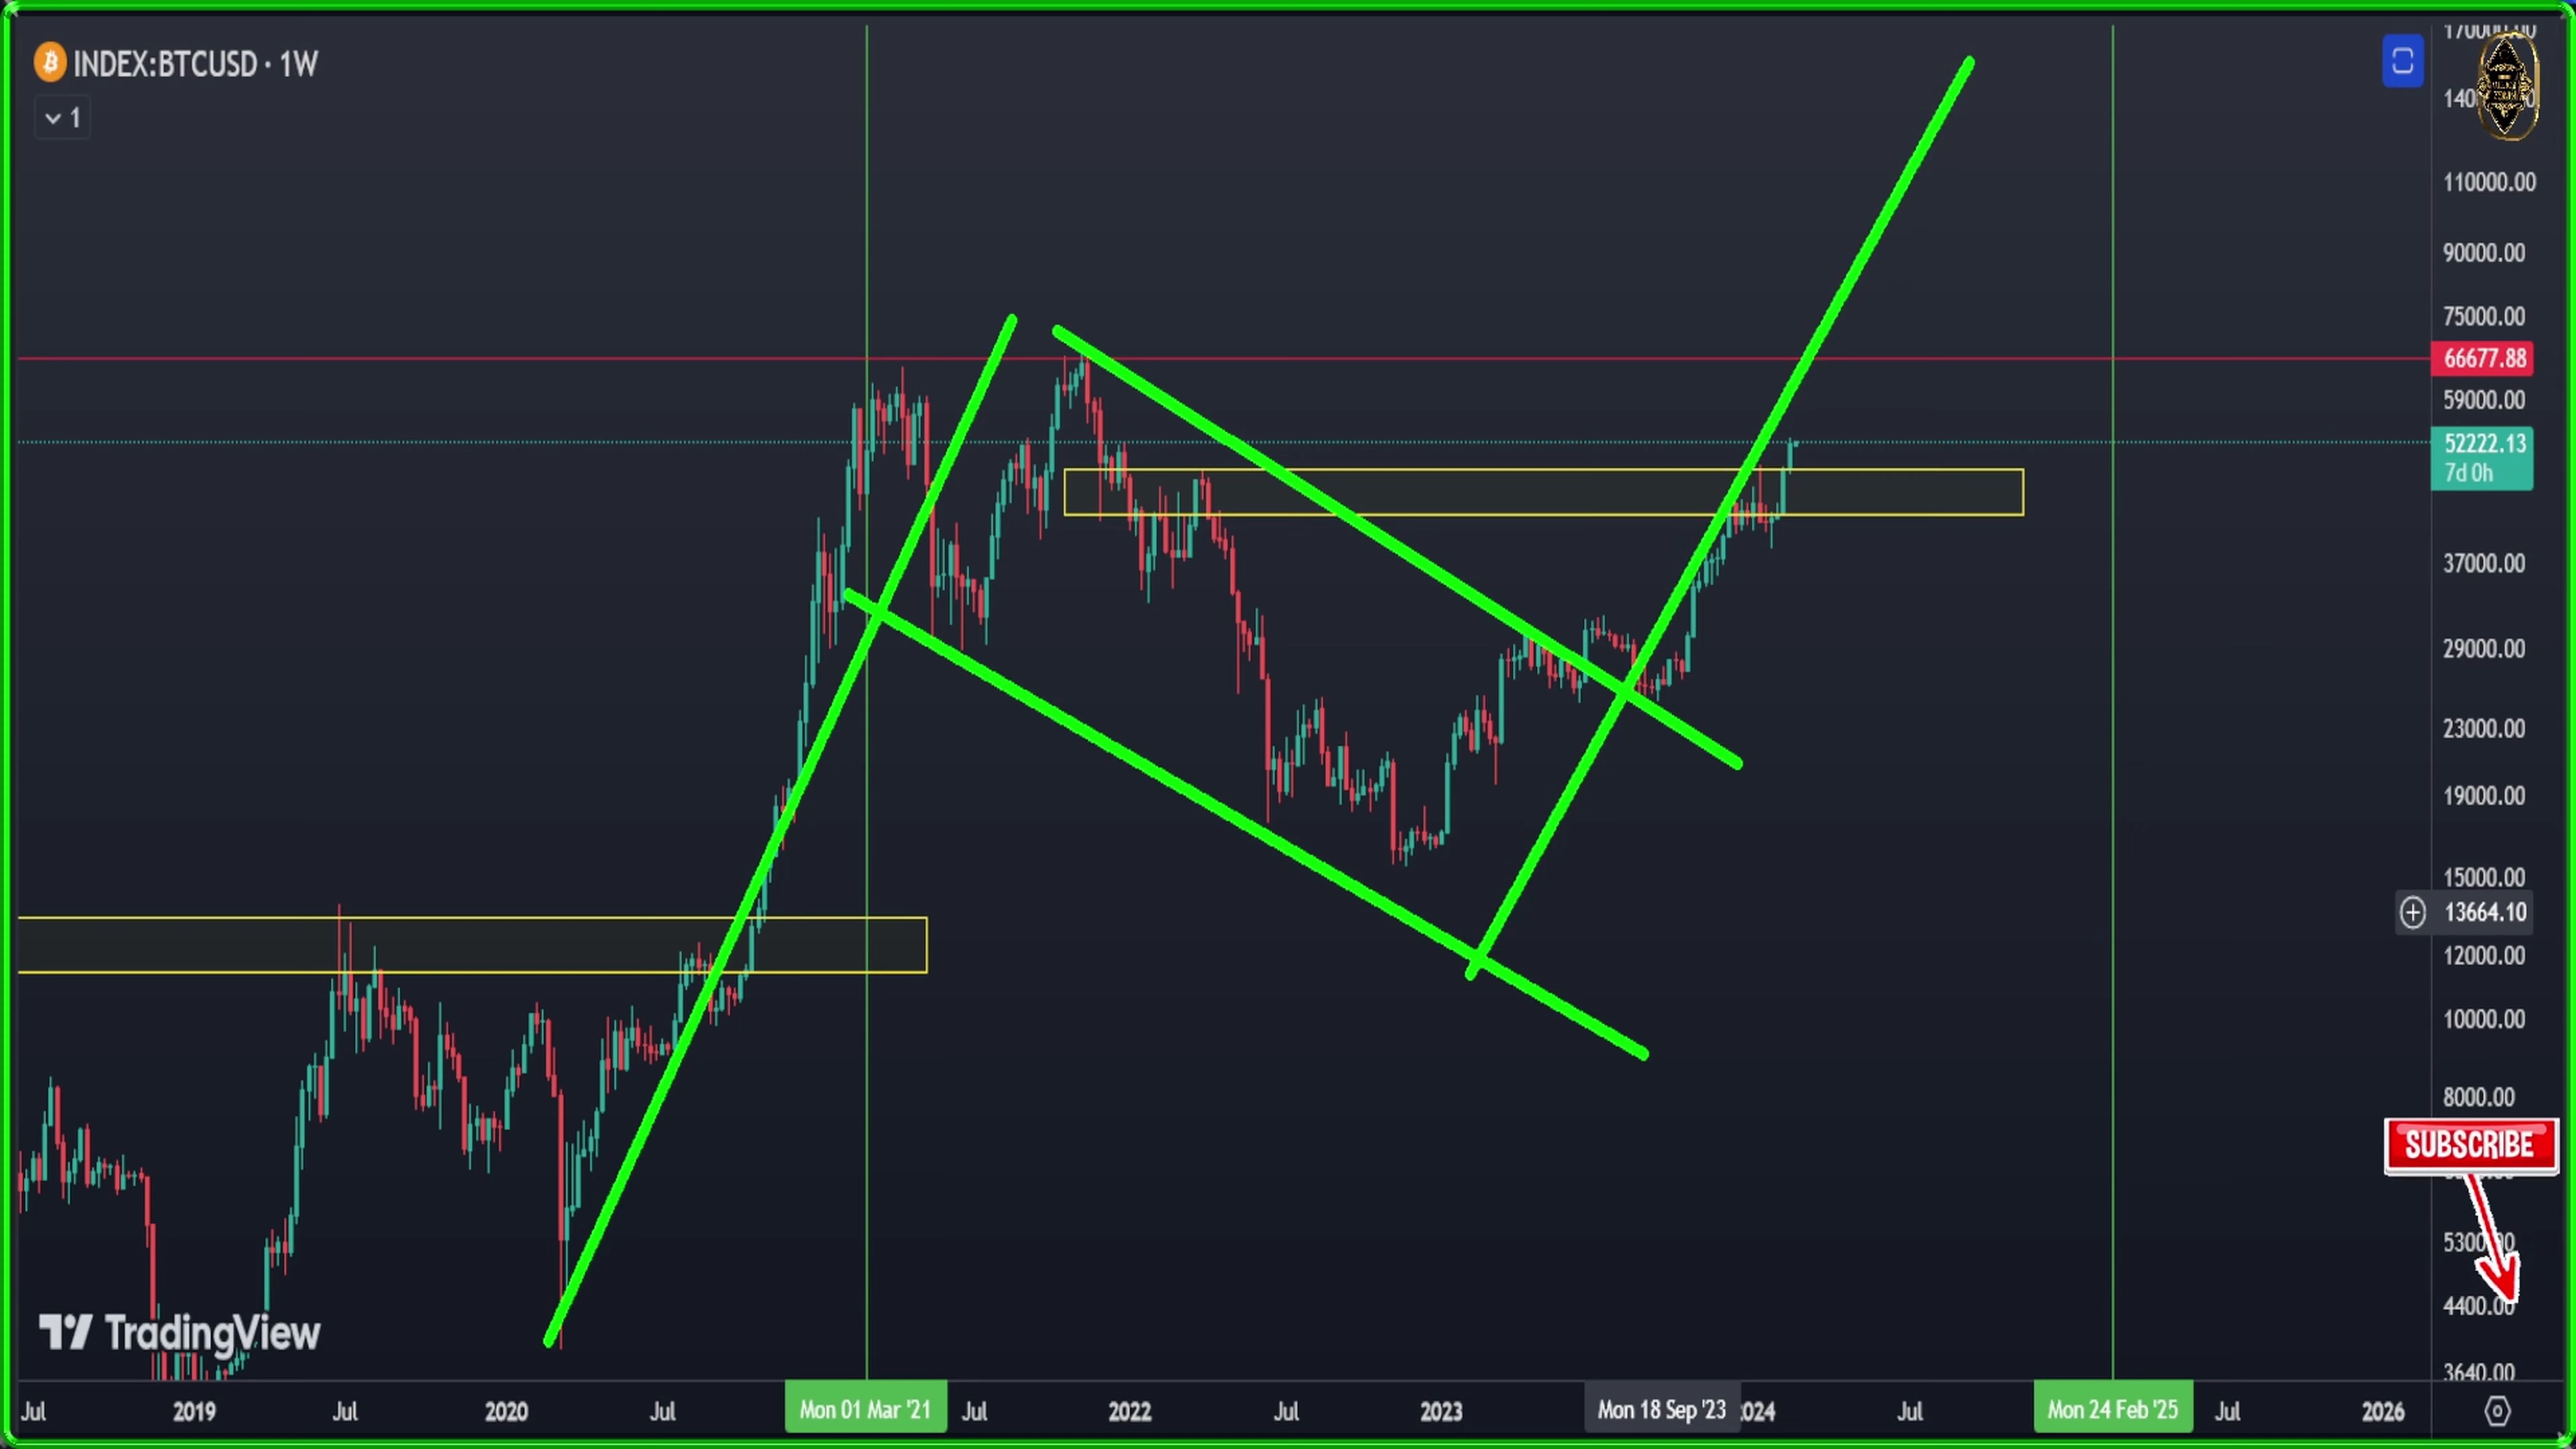 INDEX:BTCUSD · 1W
1
110000.00
90000.00
75000.00
66677.88
59000.00
52222.13
7d 0h
37000.00
29000.00
23000.00
19000.00
15000.00
13664.10
12000.00
10000.00
8000.00
SUBSCRIBE
5300.00
4400.00
3640.00
TradingView
Jul
2019
Jul
2020
Jul
Mon 01 Mar '21
Jul
2022
Jul
2023
Mon 18 Sep '23
Jul
Mon 24 Feb '25
Jul
2026